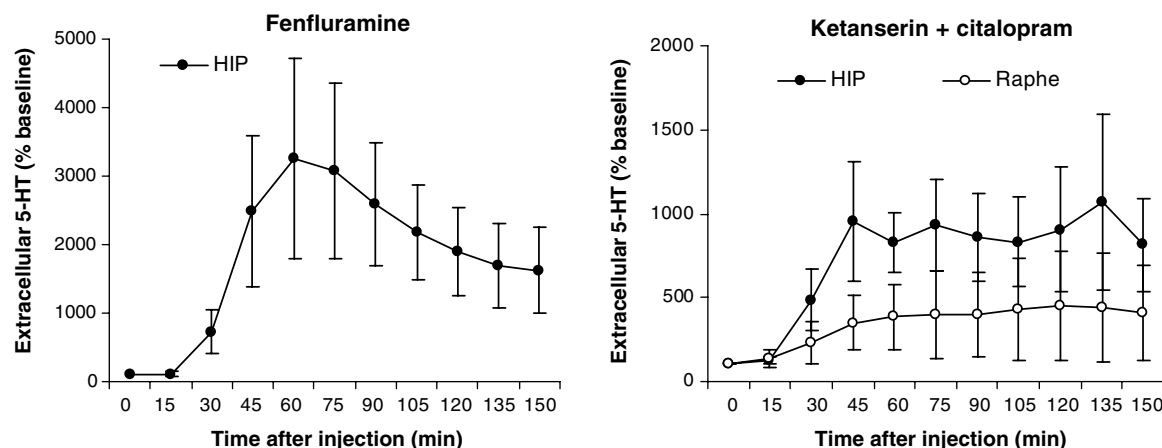 Fenfluramine
Extracellular 5-HT (% baseline)
5000
4000
3000
2000
1000
0
HIP
0 15 30 45 60 75 90 105 120 135 150
Time after injection (min)
Ketanserin + citalopram
Extracellular 5-HT (% baseline)
2000
1500
1000
500
0
HIP Raphe
0 15 30 45 60 75 90 105 120 135 150
Time after injection (min)